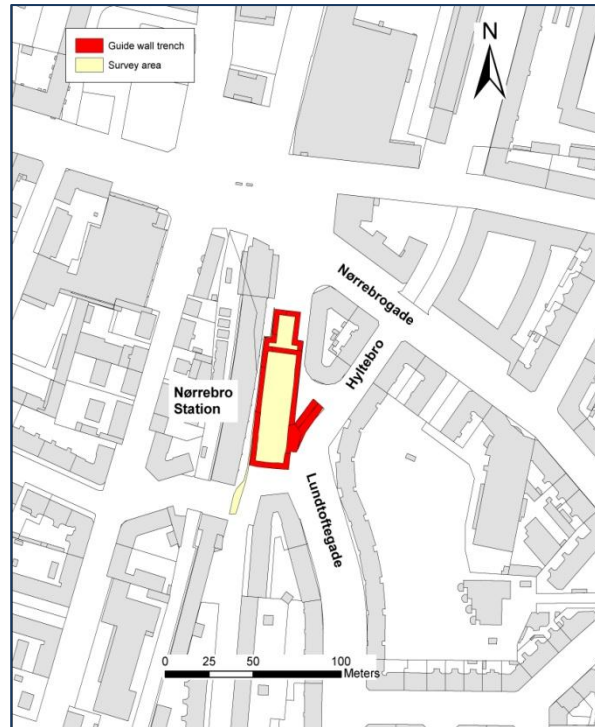 Guide wall trench
Survey area
N
Nørrebrogade
Hyltebro
Nørrebro
Station
Lundtoftegade
0 25 50 100
Meters